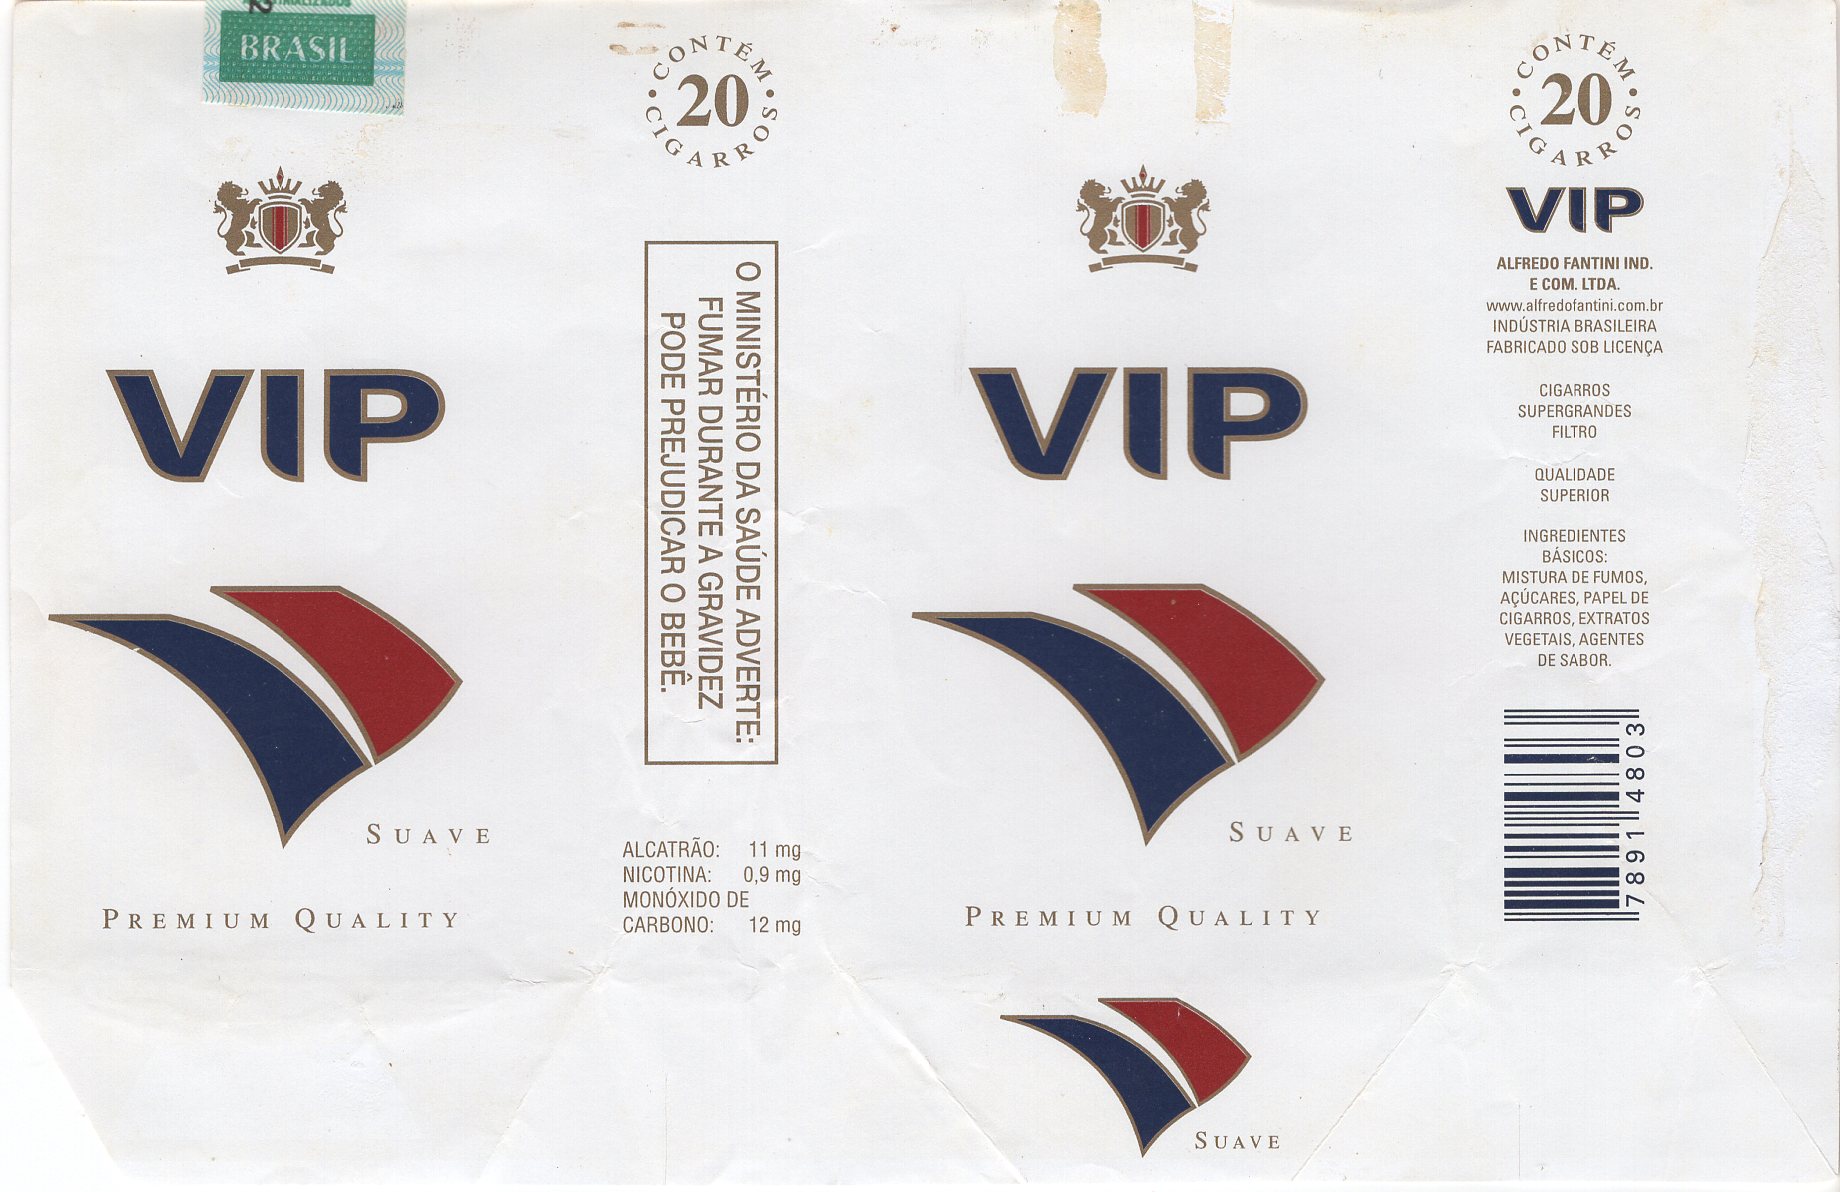 BRASIL
VIP
SUAVE
PREMIUM QUALITY
CONTÉM
20
CIGARROS
O MINISTÉRIO DA SAÚDE ADVERTE:
FUMAR DURANTE A GRAVIDEZ
PODE PREJUDICAR O BEBÊ.
ALCATRÃO: 11 mg
NICOTINA: 0,9 mg
MONÓXIDO DE
CARBONO: 12 mg
VIP
SUAVE
PREMIUM QUALITY
SUAVE
CONTÉM
20
CIGARROS
VIP
ALFREDO FANTINI IND.
E COM. LTDA.
www.alfredofantini.com.br
INDÚSTRIA BRASILEIRA
FABRICADO SOB LICENÇA
CIGARROS
SUPERGRANDES
FILTRO
QUALIDADE
SUPERIOR
INGREDIENTES
BÁSICOS:
MISTURA DE FUMOS,
AÇÚCARES, PAPEL DE
CIGARROS, EXTRATOS
VEGETAIS, AGENTES
DE SABOR.
78914803